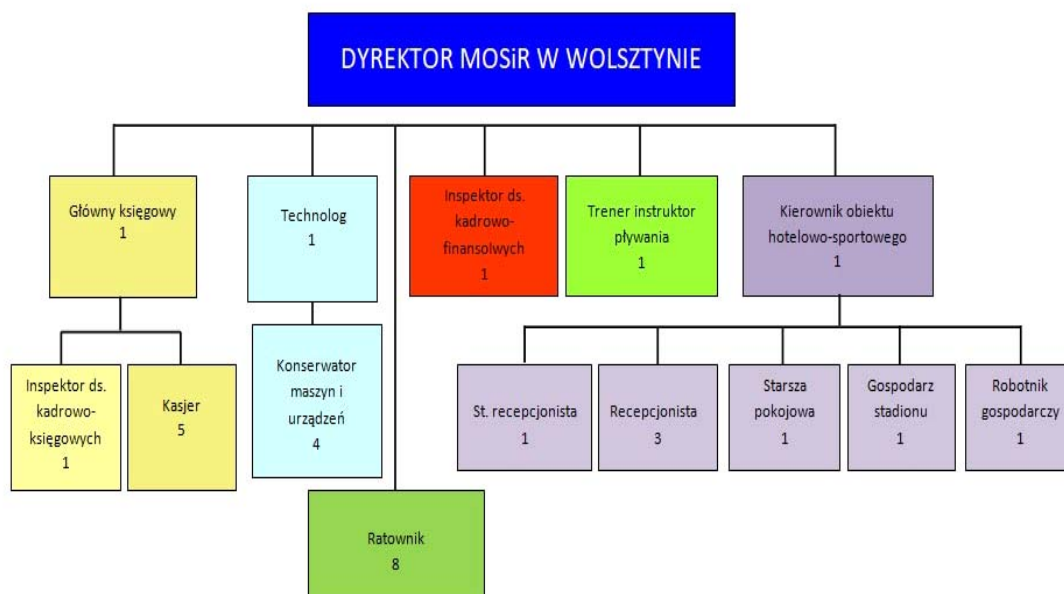 DYREKTOR MOSiR W WOLSZTYNIE
Główny księgowy
1
Technolog
1
Inspektor ds.
kadrowo-
finansolwych
1
Trener instruktor
pływania
1
Kierownik obiektu
hotelowo-sportowego
1
Inspektor ds.
kadrowo-
księgowych
1
Kasjer
5
Konserwator
maszyn i
urządzeń
4
St. recepcjonista
1
Recepcjonista
3
Starsza
pokojowa
1
Gospodarz
stadionu
1
Robotnik
gospodarczy
1
Ratownik
8